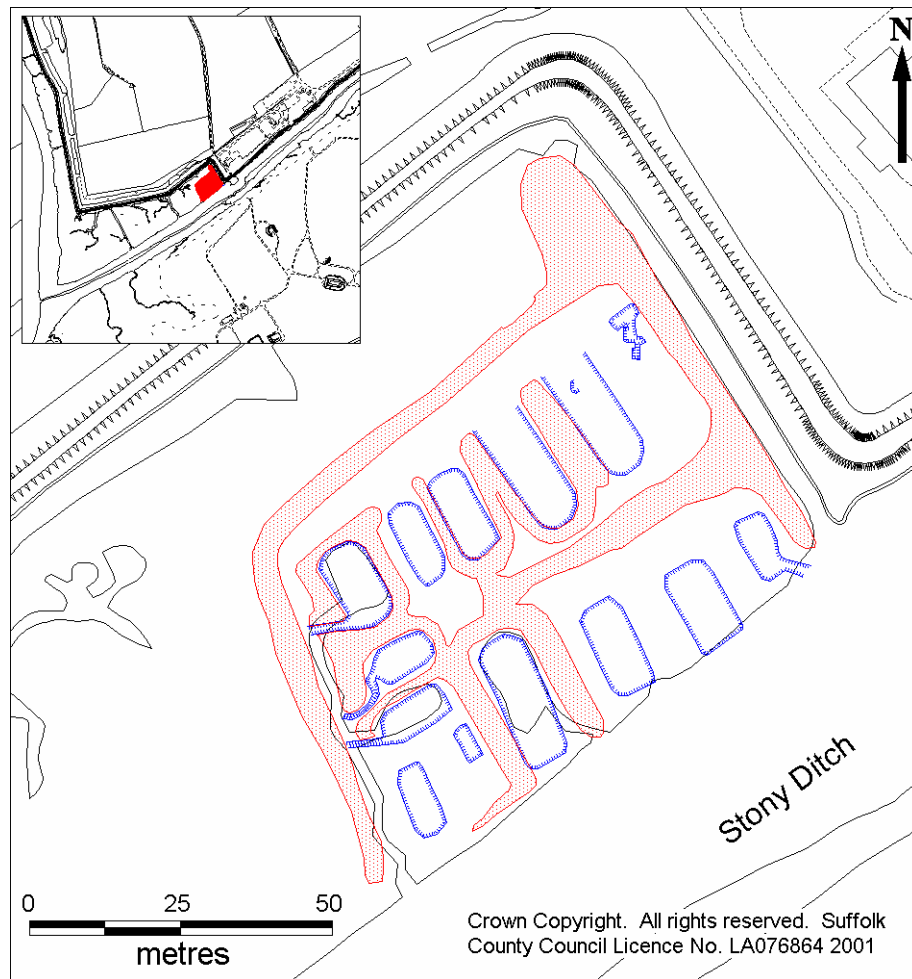 N
Stony Ditch
0 25 50
metres
Crown Copyright. All rights reserved. Suffolk
County Council Licence No. LA076864 2001